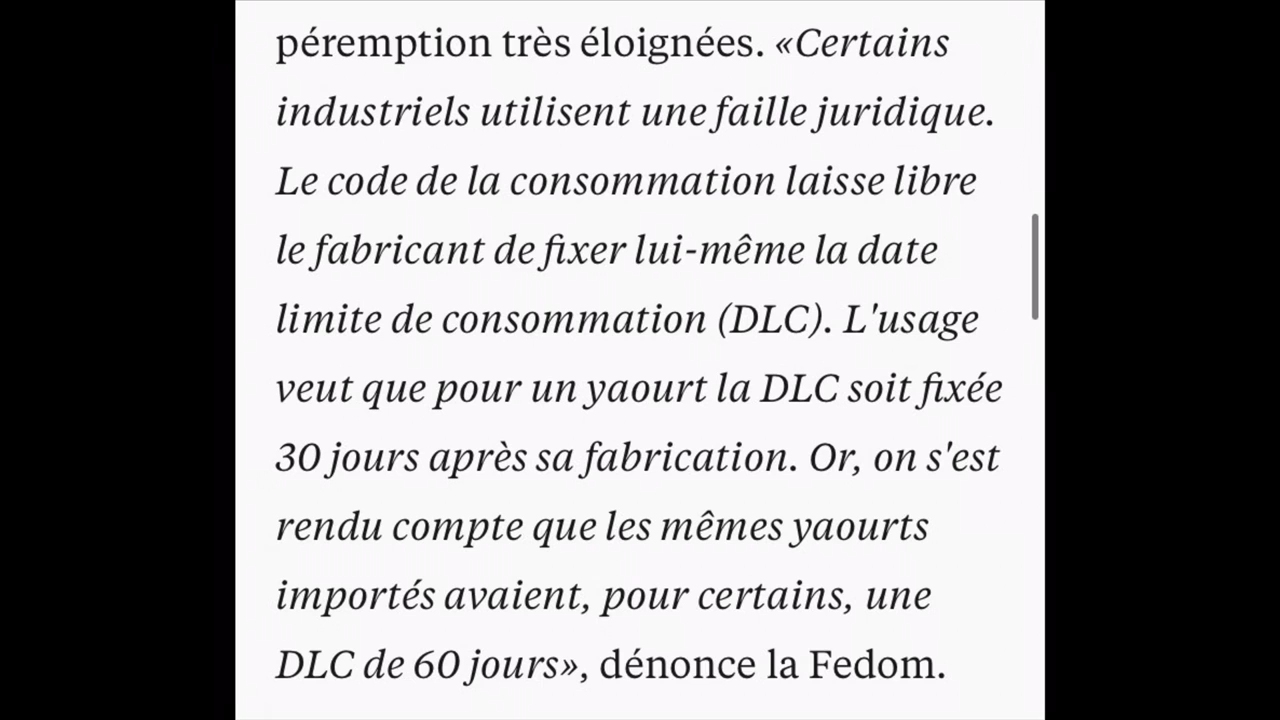 péremption très éloignées. «Certains
industriels utilisent une faille juridique.
Le code de la consommation laisse libre
le fabricant de fixer lui-même la date
limite de consommation (DLC). L'usage
veut que pour un yaourt la DLC soit fixée
30 jours après sa fabrication. Or, on s'est
rendu compte que les mêmes yaourts
importés avaient, pour certains, une
DLC de 60 jours», dénonce la Fedom.